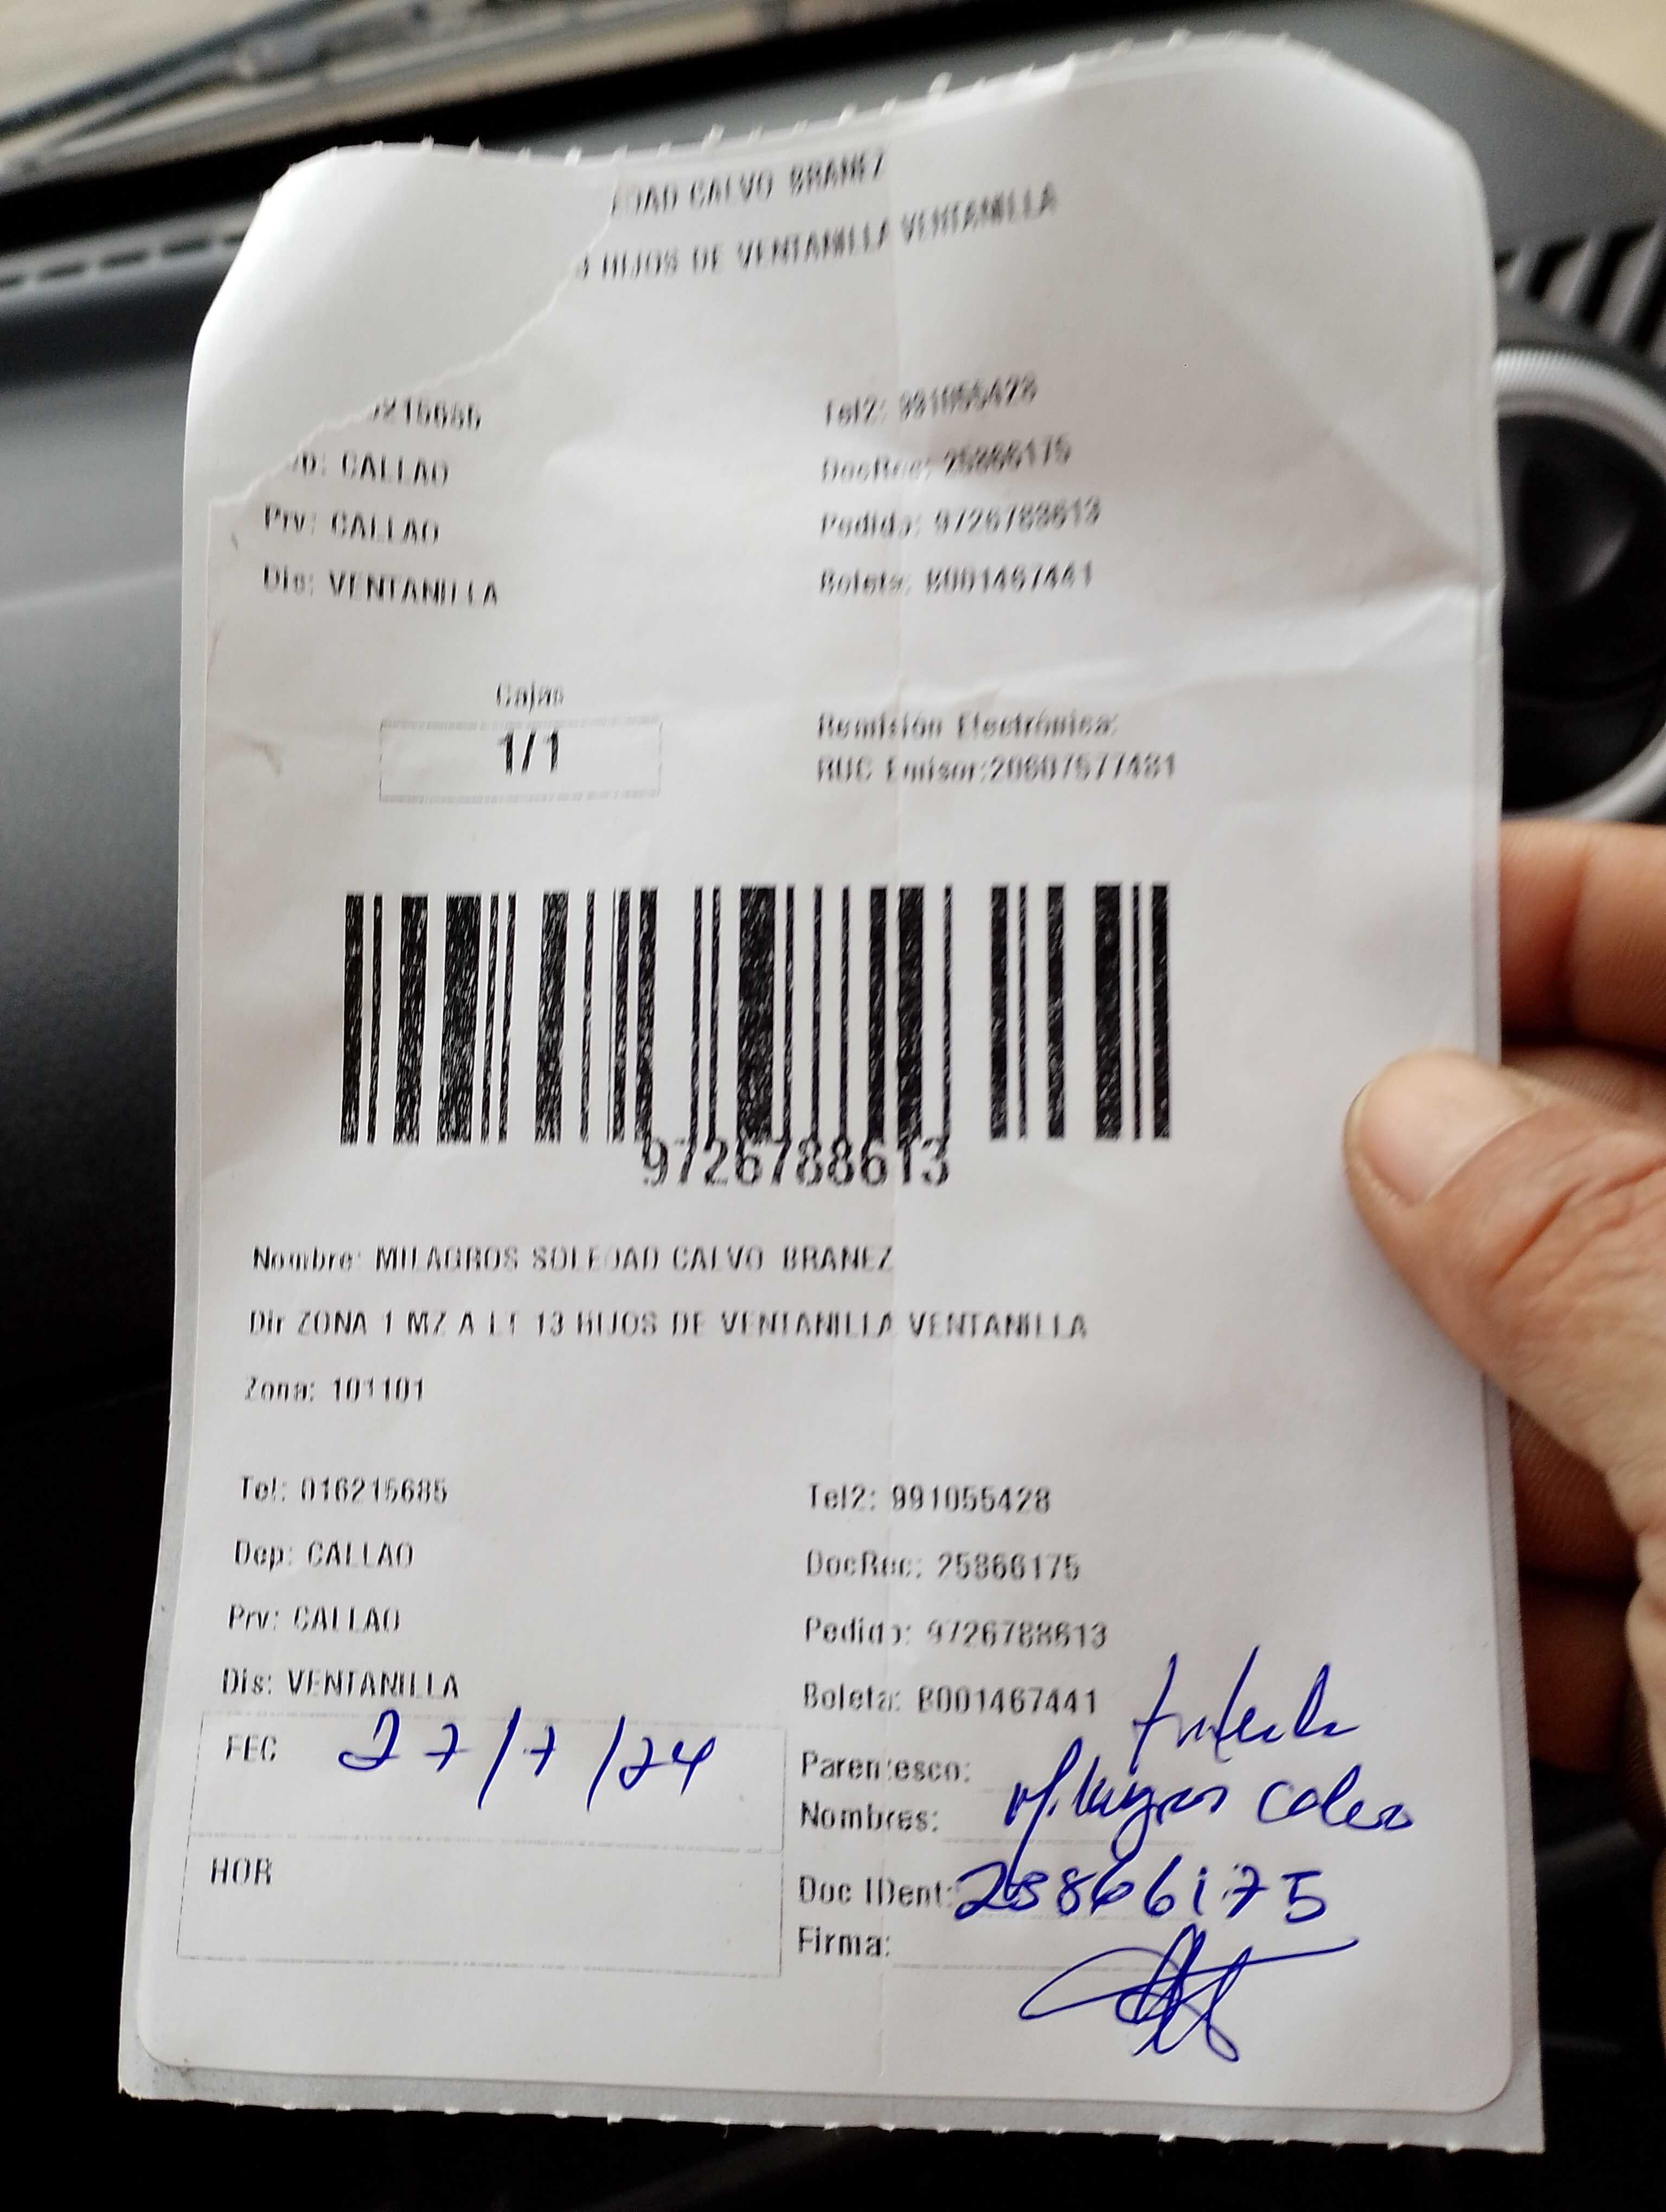 CALVO BRANEZ
HIJOS DE VENTANILLA VENTANILLA
Tel2: 991055428
CALLAO
DocRec: 25866175
Prv: CALLAO
Pedido: 9726788613
Dis: VENTANILLA
Boleta: B001467441
Cajas
1/1
Remisión Electrónica:
RUC Emisor:20607577481
9726788613
Nombre: MILAGROS SOLEDAD CALVO BRANEZ
Dir ZONA 1 MZ A LT 13 HIJOS DE VENTANILLA VENTANILLA
Zona: 101101
Tel: 016215685
Tel2: 991055428
Dep: CALLAO
DocRec: 25866175
Prv: CALLAO
Pedido: 9726788613
Dis: VENTANILLA
Boleta: B001467441
FEC 27/7/24
Parentesco:
Nombres: Milagros Calvo
HOR
Doc IDent: 25866175
Firma: